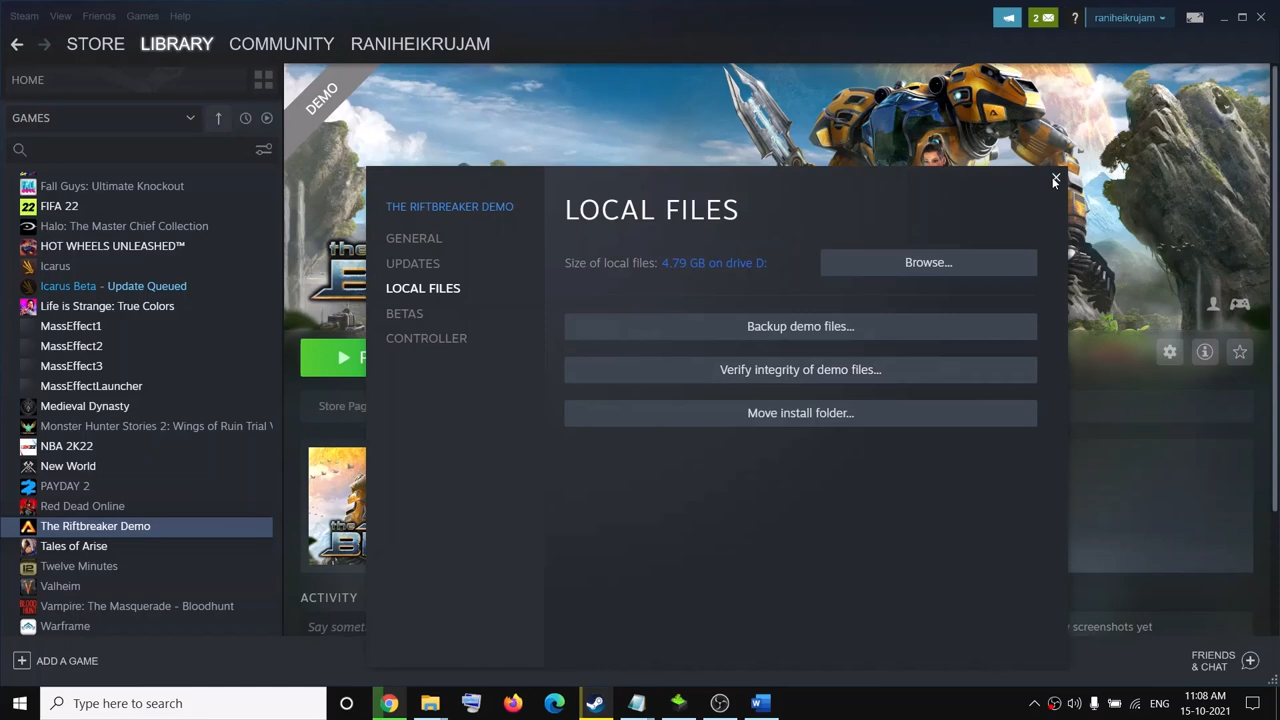 Steam View Friends Games Help
2 ? raniheikrujam
STORE LIBRARY COMMUNITY RANIHEIKRUJAM
HOME
GAMES
DEMO
Fall Guys: Ultimate Knockout
FIFA 22
Halo: The Master Chief Collection
HOT WHEELS UNLEASHED™
Icarus
Icarus Beta - Update Queued
Life is Strange: True Colors
MassEffect1
MassEffect2
MassEffect3
MassEffectLauncher
Medieval Dynasty
Monster Hunter Stories 2: Wings of Ruin Trial V
NBA 2K22
New World
PAYDAY 2
Red Dead Online
The Riftbreaker Demo
Tales of Arise
Twelve Minutes
Valheim
Vampire: The Masquerade - Bloodhunt
Warframe
ADD A GAME
THE RIFTBREAKER DEMO
GENERAL
UPDATES
LOCAL FILES
BETAS
CONTROLLER
LOCAL FILES
Size of local files: 4.79 GB on drive D: Browse...
Backup demo files...
Verify integrity of demo files...
Move install folder...
Store Pag
ACTIVITY
Say somet
y screenshots yet
FRIENDS
& CHAT
Type here to search
ENG
11:08 AM
15-10-2021